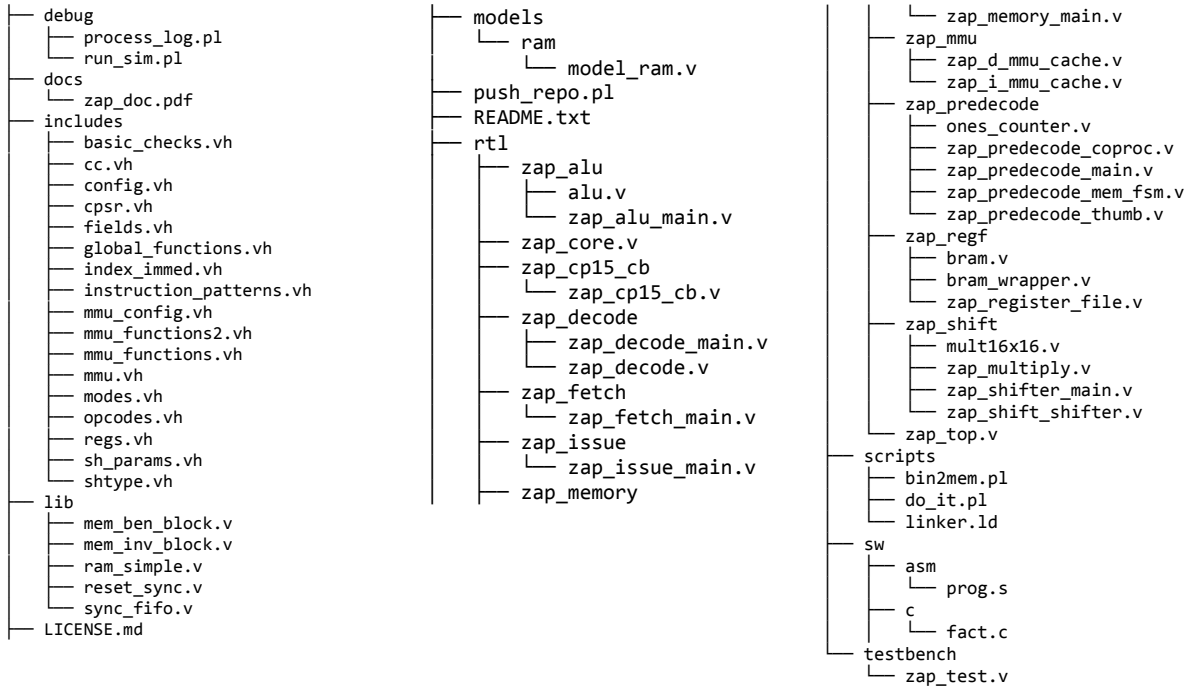 ├── debug
│   ├── process_log.pl
│   └── run_sim.pl
├── docs
│   └── zap_doc.pdf
├── includes
│   ├── basic_checks.vh
│   ├── cc.vh
│   ├── config.vh
│   ├── cpsr.vh
│   ├── fields.vh
│   ├── global_functions.vh
│   ├── index_immed.vh
│   ├── instruction_patterns.vh
│   ├── mmu_config.vh
│   ├── mmu_functions2.vh
│   ├── mmu_functions.vh
│   ├── mmu.vh
│   ├── modes.vh
│   ├── opcodes.vh
│   ├── regs.vh
│   ├── sh_params.vh
│   └── shtype.vh
├── lib
│   ├── mem_ben_block.v
│   ├── mem_inv_block.v
│   ├── ram_simple.v
│   ├── reset_sync.v
│   └── sync_fifo.v
├── LICENSE.md
├── models
│   └── ram
│       └── model_ram.v
├── push_repo.pl
├── README.txt
├── rtl
│   ├── zap_alu
│   │   ├── alu.v
│   │   └── zap_alu_main.v
│   ├── zap_core.v
│   ├── zap_cp15_cb
│   │   └── zap_cp15_cb.v
│   ├── zap_decode
│   │   ├── zap_decode_main.v
│   │   └── zap_decode.v
│   ├── zap_fetch
│   │   └── zap_fetch_main.v
│   ├── zap_issue
│   │   └── zap_issue_main.v
│   ├── zap_memory
│   │   └── zap_memory_main.v
│   ├── zap_mmu
│   │   ├── zap_d_mmu_cache.v
│   │   └── zap_i_mmu_cache.v
│   ├── zap_predecode
│   │   ├── ones_counter.v
│   │   ├── zap_predecode_coproc.v
│   │   ├── zap_predecode_main.v
│   │   ├── zap_predecode_mem_fsm.v
│   │   └── zap_predecode_thumb.v
│   ├── zap_regf
│   │   ├── bram.v
│   │   ├── bram_wrapper.v
│   │   └── zap_register_file.v
│   ├── zap_shift
│   │   ├── mult16x16.v
│   │   ├── zap_multiply.v
│   │   ├── zap_shifter_main.v
│   │   └── zap_shift_shifter.v
│   └── zap_top.v
├── scripts
│   ├── bin2mem.pl
│   ├── do_it.pl
│   └── linker.ld
├── sw
│   ├── asm
│   │   └── prog.s
│   ├── c
│   │   └── fact.c
└── testbench
    └── zap_test.v